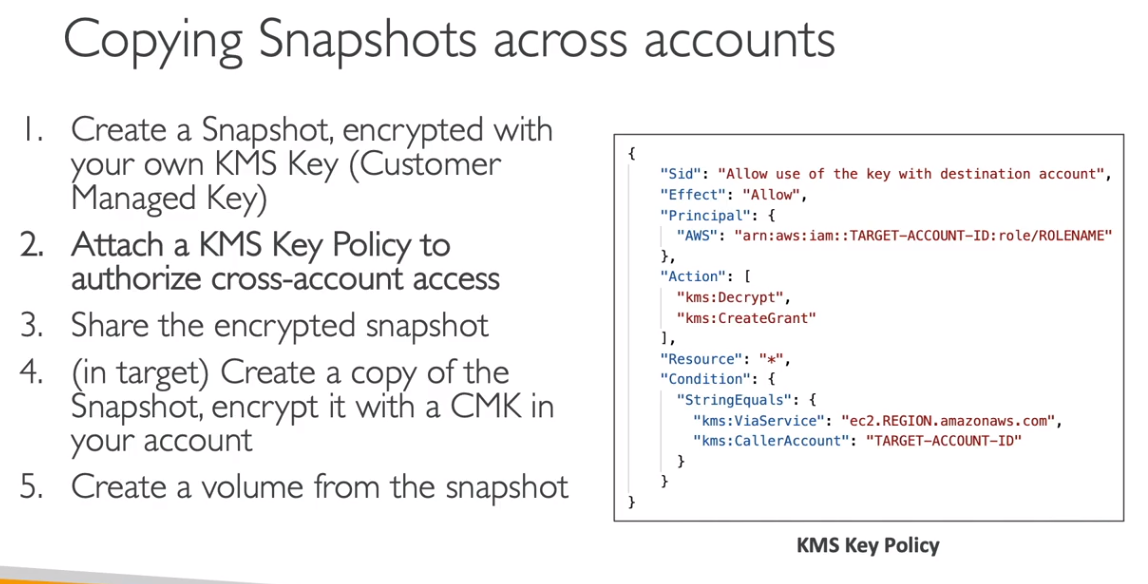 Copying Snapshots across accounts
1. Create a Snapshot, encrypted with
your own KMS Key (Customer
Managed Key)
2. Attach a KMS Key Policy to
authorize cross-account access
3. Share the encrypted snapshot
4. (in target) Create a copy of the
Snapshot, encrypt it with a CMK in
your account
5. Create a volume from the snapshot
{
"Sid": "Allow use of the key with destination account",
"Effect": "Allow",
"Principal": {
"AWS": "arn:aws:iam::TARGET-ACCOUNT-ID:role/ROLENAME"
},
"Action": [
"kms:Decrypt",
"kms:CreateGrant"
],
"Resource": "*",
"Condition": {
"StringEquals": {
"kms:ViaService": "ec2.REGION.amazonaws.com",
"kms:CallerAccount": "TARGET-ACCOUNT-ID"
}
}
}
KMS Key Policy